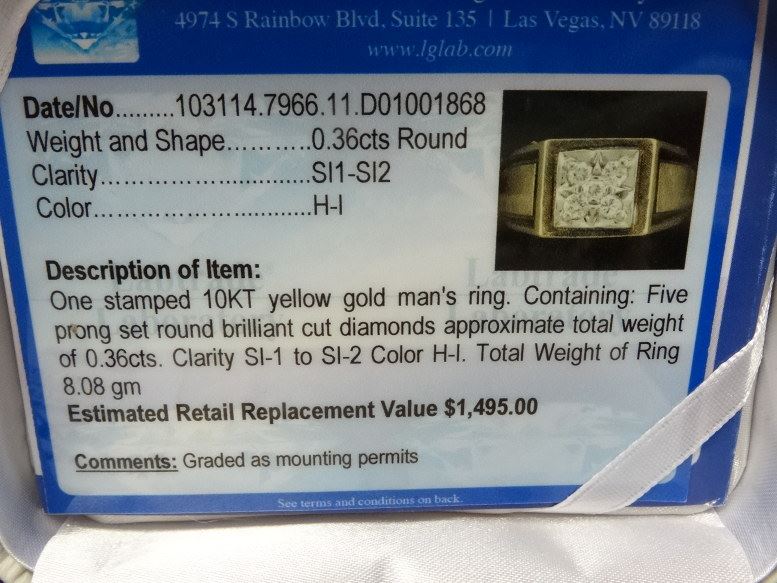 4974 S Rainbow Blvd, Suite 135 | Las Vegas, NV 89118
www.lglab.com
Date/No.........103114.7966.11.D01001868
Weight and Shape...........0.36cts Round
Clarity............................SI1-SI2
Color............................H-I
Description of Item:
One stamped 10KT yellow gold man's ring. Containing: Five
prong set round brilliant cut diamonds approximate total weight
of 0.36cts. Clarity SI-1 to SI-2 Color H-I. Total Weight of Ring
8.08 gm
Estimated Retail Replacement Value $1,495.00
Comments: Graded as mounting permits
See terms and conditions on back.